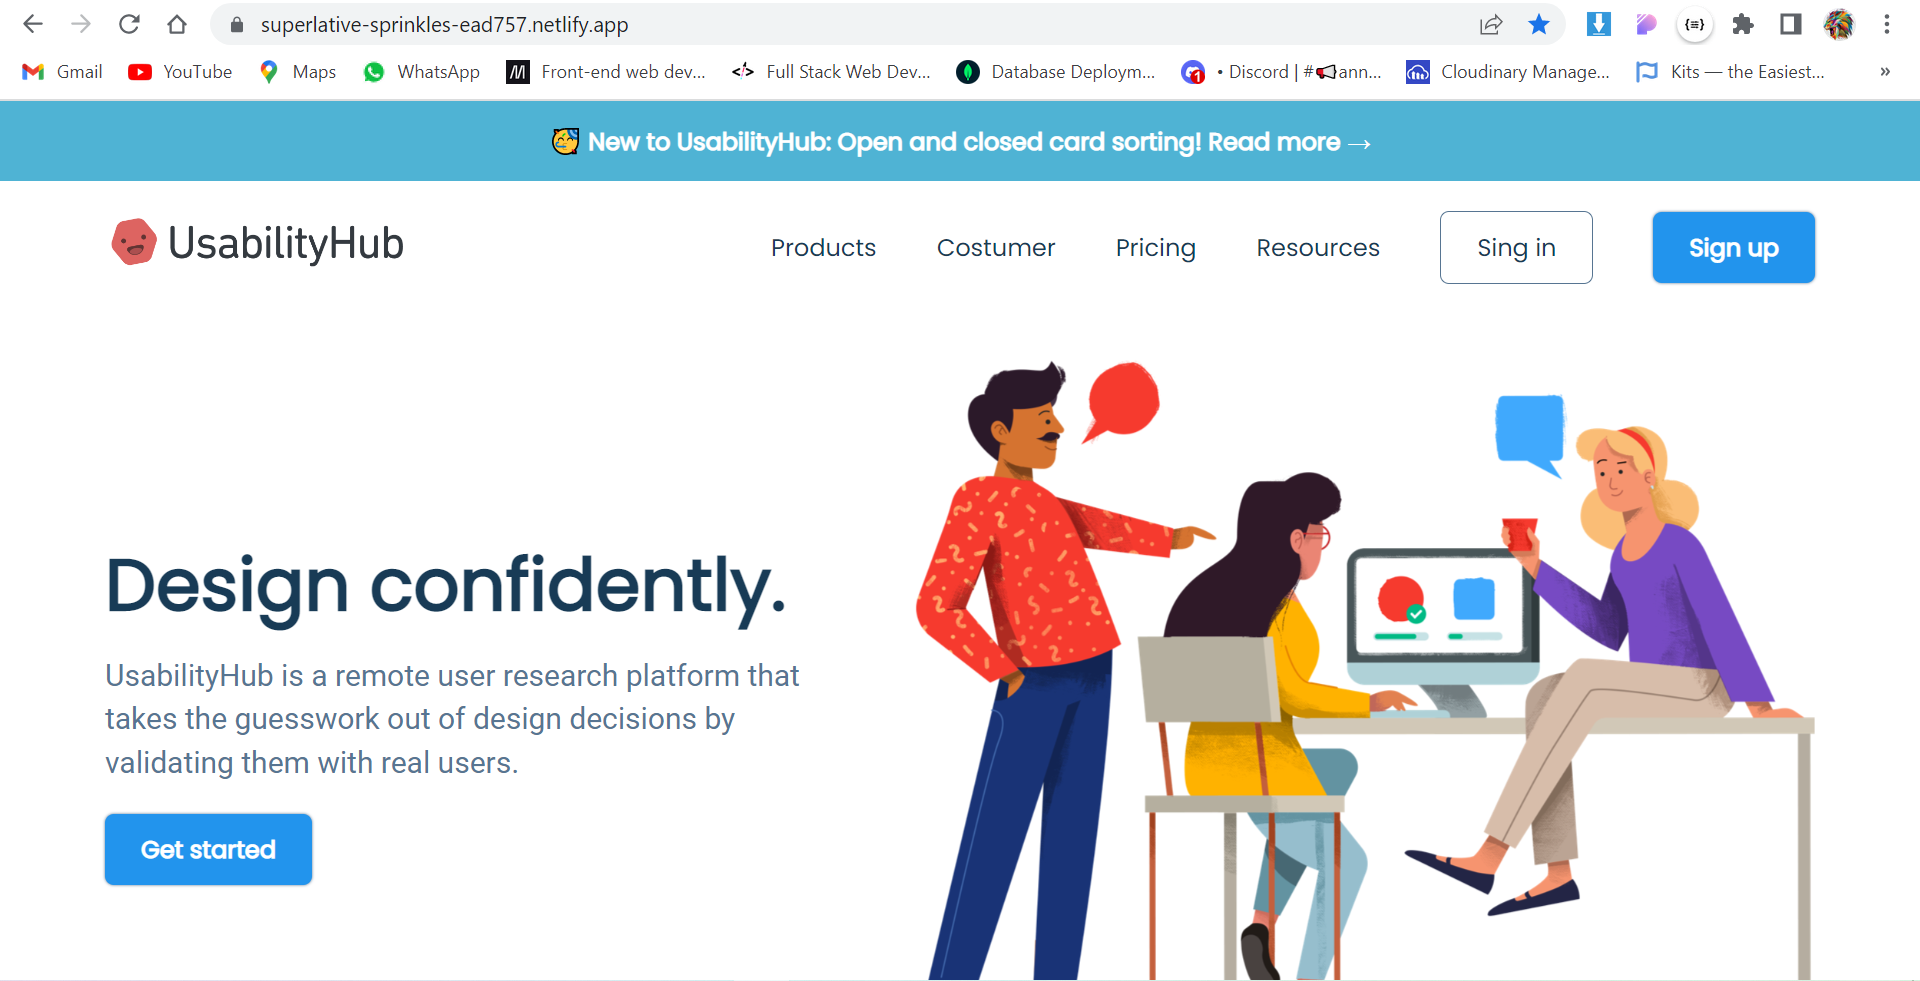 superlative-sprinkles-ead757.netlify.app
Gmail YouTube Maps WhatsApp Front-end web dev... Full Stack Web Dev... Database Deploym... 1 • Discord | #📢ann... Cloudinary Manage... Kits — the Easiest... »
🥳 New to UsabilityHub: Open and closed card sorting! Read more →
UsabilityHub Products Costumer Pricing Resources Sing in Sign up
Design confidently.
UsabilityHub is a remote user research platform that
takes the guesswork out of design decisions by
validating them with real users.
Get started